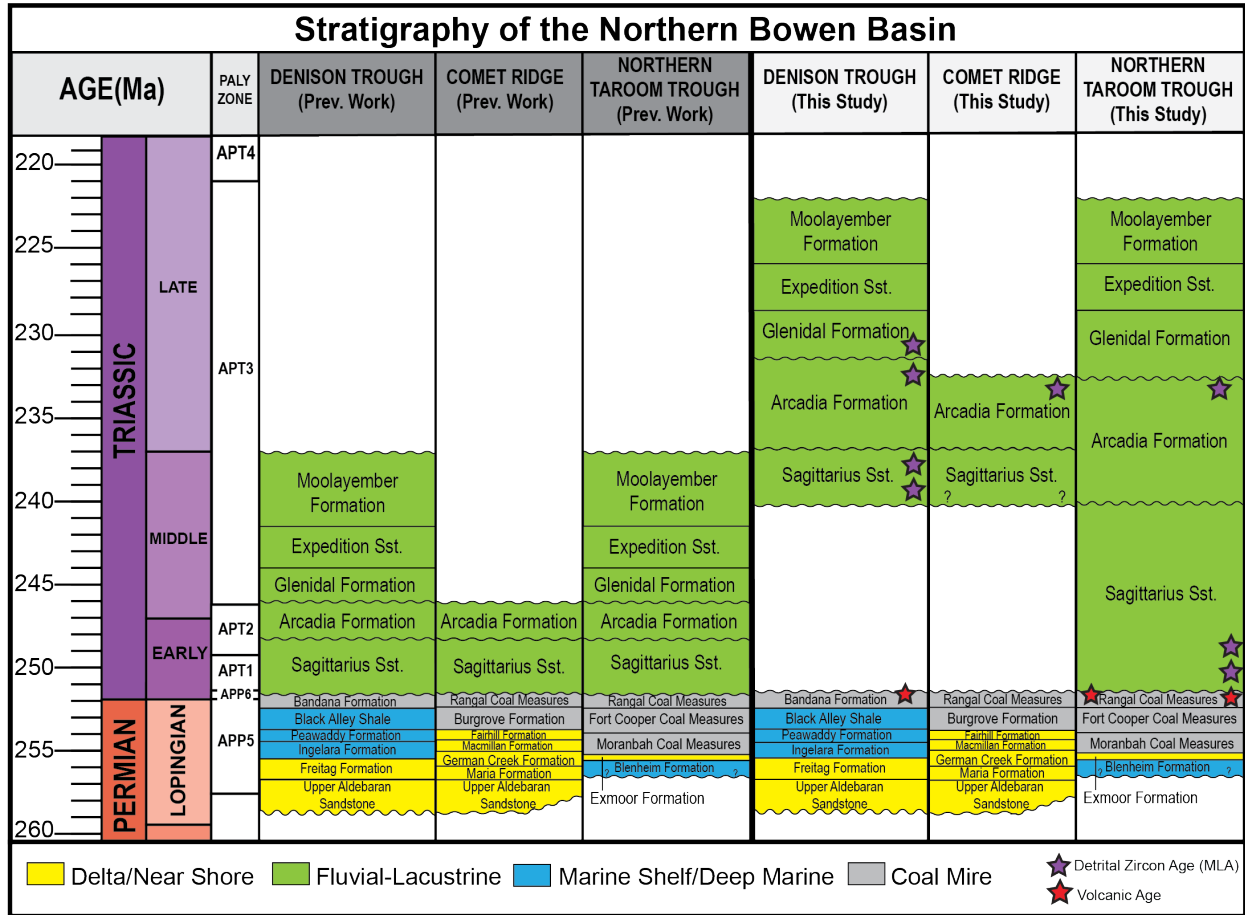 Stratigraphy of the Northern Bowen Basin
AGE(Ma)
PALY
ZONE
DENISON TROUGH
(Prev. Work)
COMET RIDGE
(Prev. Work)
NORTHERN
TAROOM TROUGH
(Prev. Work)
DENISON TROUGH
(This Study)
COMET RIDGE
(This Study)
NORTHERN
TAROOM TROUGH
(This Study)
220
225
230
235
240
245
250
255
260
TRIASSIC
PERMIAN
LATE
MIDDLE
EARLY
LOPINGIAN
APT4
APT3
APT2
APT1
APP6
APP5
Moolayember
Formation
Expedition Sst.
Glenidal Formation
Arcadia Formation
Sagittarius Sst.
Bandana Formation
Black Alley Shale
Peawaddy Formation
Ingelara Formation
Freitag Formation
Upper Aldebaran
Sandstone
Arcadia Formation
Sagittarius Sst.
Rangal Coal Measures
Burgrove Formation
Fairhill Formation
Macmillan Formation
German Creek Formation
Maria Formation
Upper Aldebaran
Sandstone
Moolayember
Formation
Expedition Sst.
Glenidal Formation
Arcadia Formation
Sagittarius Sst.
Rangal Coal Measures
Fort Cooper Coal Measures
Moranbah Coal Measures
? Blenheim Formation ?
Exmoor Formation
Moolayember
Formation
Expedition Sst.
Glenidal Formation
Arcadia Formation
Sagittarius Sst.
Bandana Formation
Black Alley Shale
Peawaddy Formation
Ingelara Formation
Freitag Formation
Upper Aldebaran
Sandstone
Arcadia Formation
Sagittarius Sst.
? ?
Rangal Coal Measures
Burgrove Formation
Fairhill Formation
Macmillan Formation
German Creek Formation
Maria Formation
Upper Aldebaran
Sandstone
Moolayember
Formation
Expedition Sst.
Glenidal Formation
Arcadia Formation
Sagittarius Sst.
Rangal Coal Measures
Fort Cooper Coal Measures
Moranbah Coal Measures
? Blenheim Formation ?
Exmoor Formation
Delta/Near Shore
Fluvial-Lacustrine
Marine Shelf/Deep Marine
Coal Mire
Detrital Zircon Age (MLA)
Volcanic Age